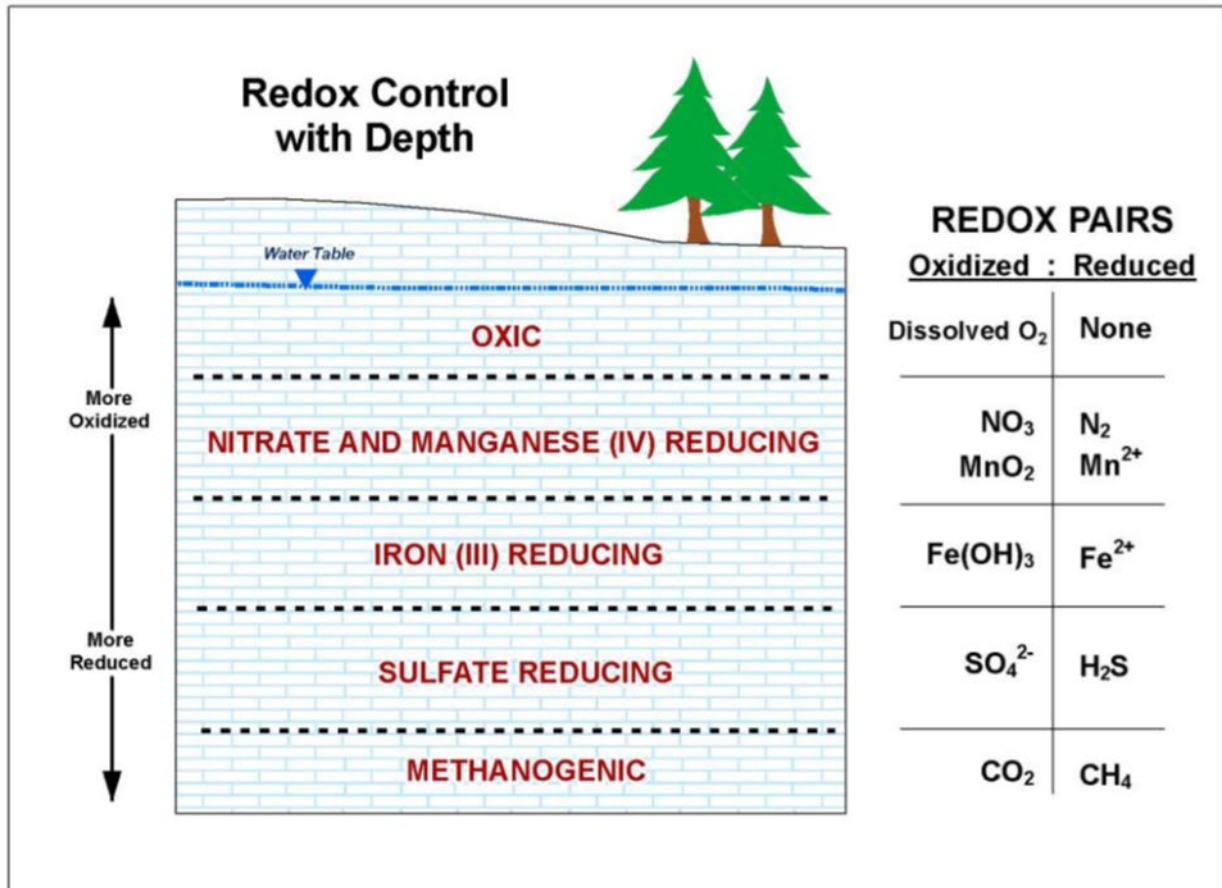 Redox Control
with Depth
Water Table
OXIC
NITRATE AND MANGANESE (IV) REDUCING
IRON (III) REDUCING
SULFATE REDUCING
METHANOGENIC
More
Oxidized
More
Reduced
REDOX PAIRS
Oxidized : Reduced
Dissolved O₂ None
NO₃ N₂
MnO₂ Mn²⁺
Fe(OH)₃ Fe²⁺
SO₄²⁻ H₂S
CO₂ CH₄